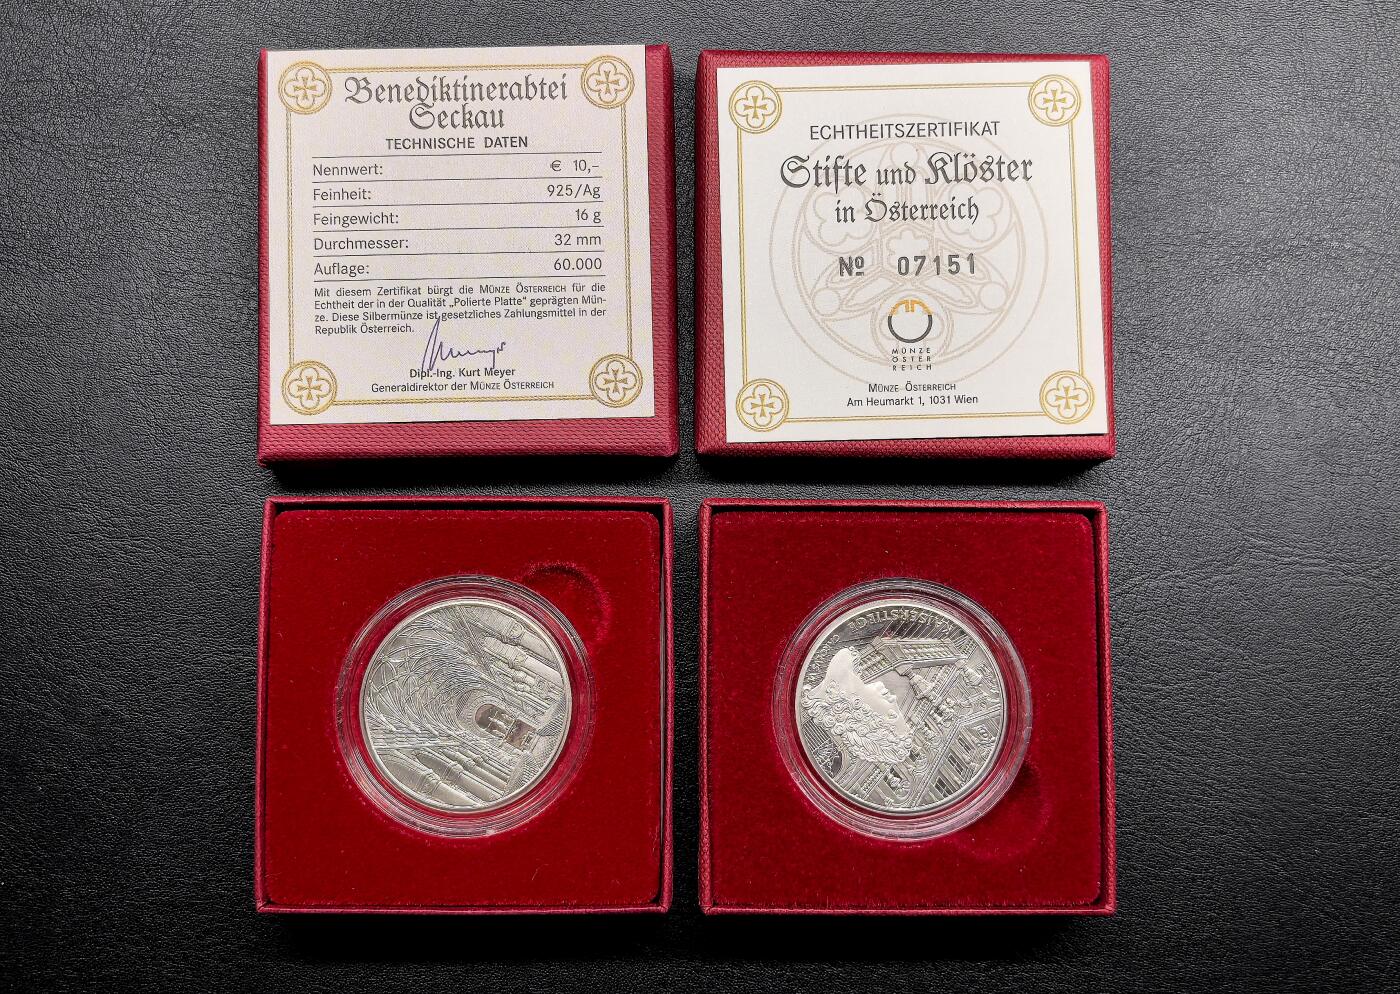 Benediktinerabtei
Seckau
TECHNISCHE DATEN
Nennwert: € 10,–
Feinheit: 925/Ag
Feingewicht: 16 g
Durchmesser: 32 mm
Auflage: 60.000
Mit diesem Zertifikat bürgt die MÜNZE ÖSTERREICH für die
Echtheit der in der Qualität „Polierte Platte“ geprägten Mün-
ze. Diese Silbermünze ist gesetzliches Zahlungsmittel in der
Republik Österreich.
Dipl.-Ing. Kurt Meyer
Generaldirektor der MÜNZE ÖSTERREICH
ECHTHEITSZERTIFIKAT
Stifte und Klöster
in Österreich
Nº 07151
MÜNZE
ÖSTER
REICH
MÜNZE ÖSTERREICH
Am Heumarkt 1, 1031 Wien
KAISERSTIEGE